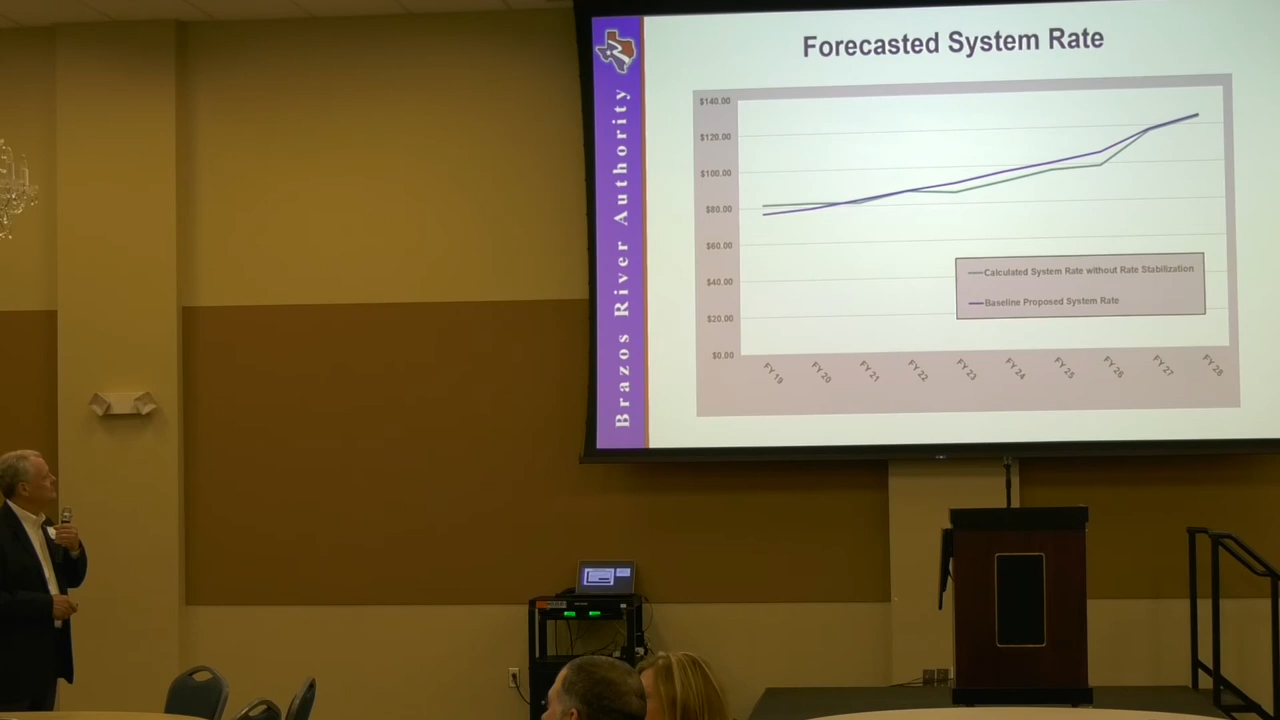 Forecasted System Rate
Brazos River Authority
$140.00
$120.00
$100.00
$80.00
$60.00
$40.00
$20.00
$0.00
Calculated System Rate without Rate Stabilization
Baseline Proposed System Rate
FY 19
FY 20
FY 21
FY 22
FY 23
FY 24
FY 25
FY 26
FY 27
FY 28